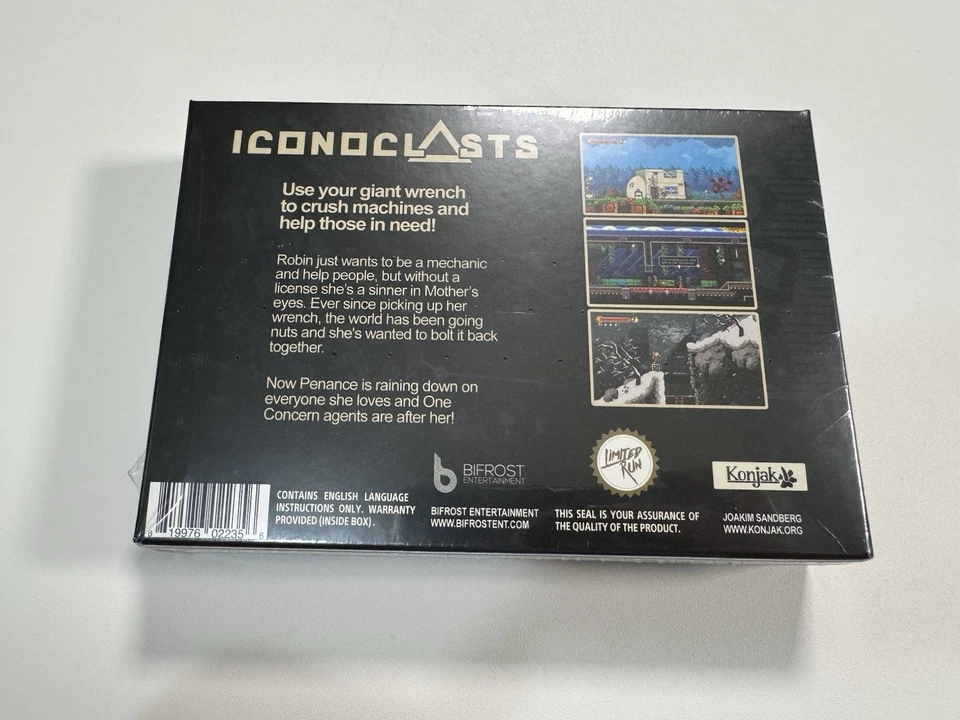 ICONOCLASTS
Use your giant wrench
to crush machines and
help those in need!
Robin just wants to be a mechanic
and help people, but without a
license she's a sinner in Mother's
eyes. Ever since picking up her
wrench, the world has been going
nuts and she's wanted to bolt it back
together.
Now Penance is raining down on
everyone she loves and One
Concern agents are after her!
8 19976 02235 6
CONTAINS ENGLISH LANGUAGE
INSTRUCTIONS ONLY. WARRANTY
PROVIDED (INSIDE BOX).
BIFROST
ENTERTAINMENT
BIFROST ENTERTAINMENT
WWW.BIFROSTENT.COM
LIMITED
RUN
THIS SEAL IS YOUR ASSURANCE OF
THE QUALITY OF THE PRODUCT.
Konjak
JOAKIM SANDBERG
WWW.KONJAK.ORG